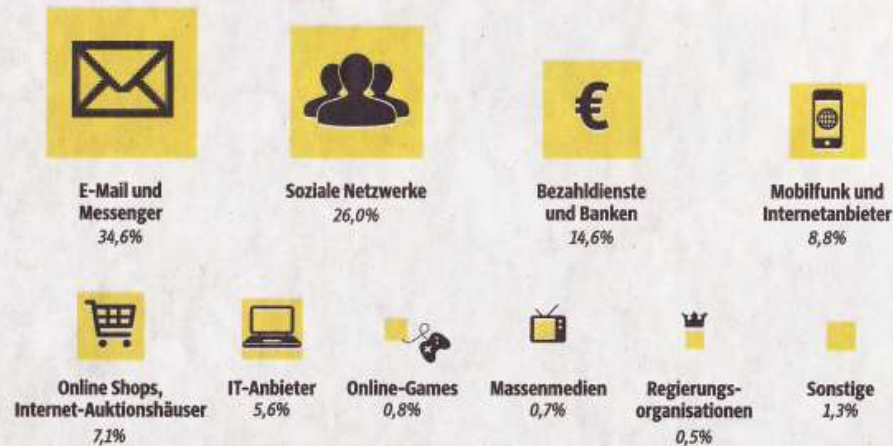 €
E-Mail und
Messenger
34,6%
Soziale Netzwerke
26,0%
Bezahldienste
und Banken
14,6%
Mobilfunk und
Internetanbieter
8,8%
Online Shops,
Internet-Auktionshäuser
7,1%
IT-Anbieter
5,6%
Online-Games
0,8%
Massenmedien
0,7%
Regierungs-
organisationen
0,5%
Sonstige
1,3%